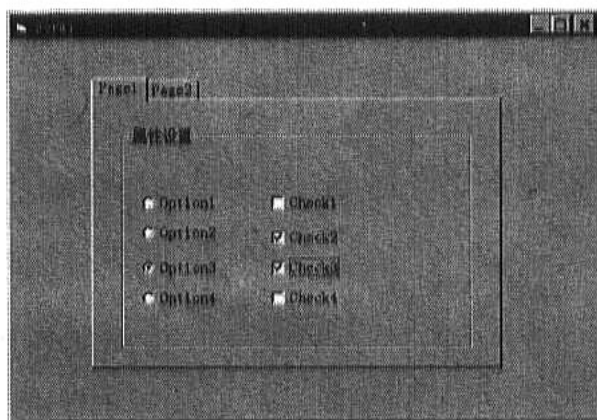 Page1 Page2
属性设置
Option1 Check1
Option2 Check2
Option3 Check3
Option4 Check4